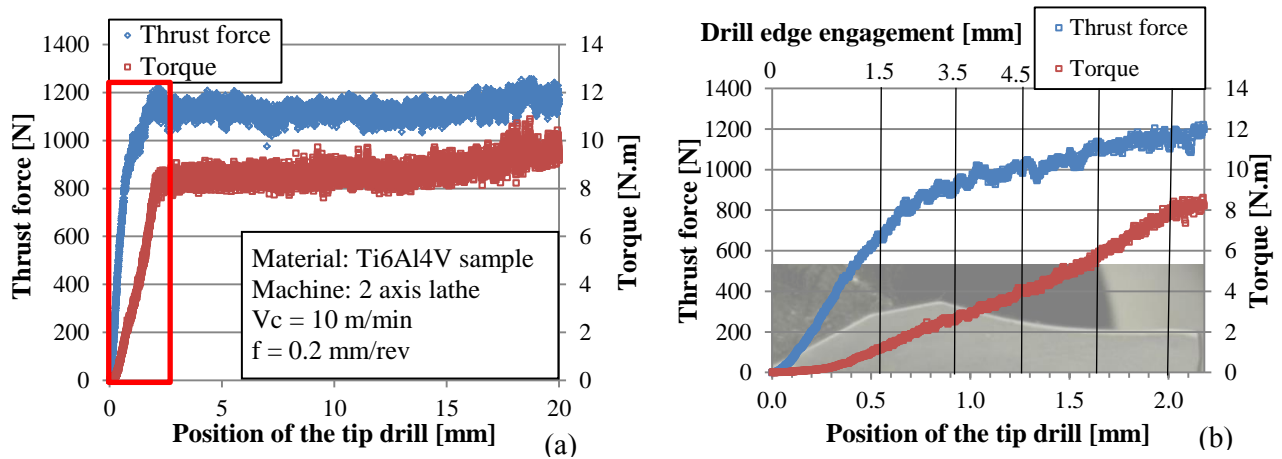 Thrust force
Torque
Thrust force [N]
1400
1200
1000
800
600
400
200
0
14
12
10
8
6
4
2
0
Torque [N.m]
Material: Ti6Al4V sample
Machine: 2 axis lathe
Vc = 10 m/min
f = 0.2 mm/rev
0 5 10 15 20
Position of the tip drill [mm]
(a)
Drill edge engagement [mm]
0 1.5 3.5 4.5
Thrust force
Torque
Thrust force [N]
1400
1200
1000
800
600
400
200
0
14
12
10
8
6
4
2
0
Torque [N.m]
0.0 0.5 1.0 1.5 2.0
Position of the tip drill [mm]
(b)